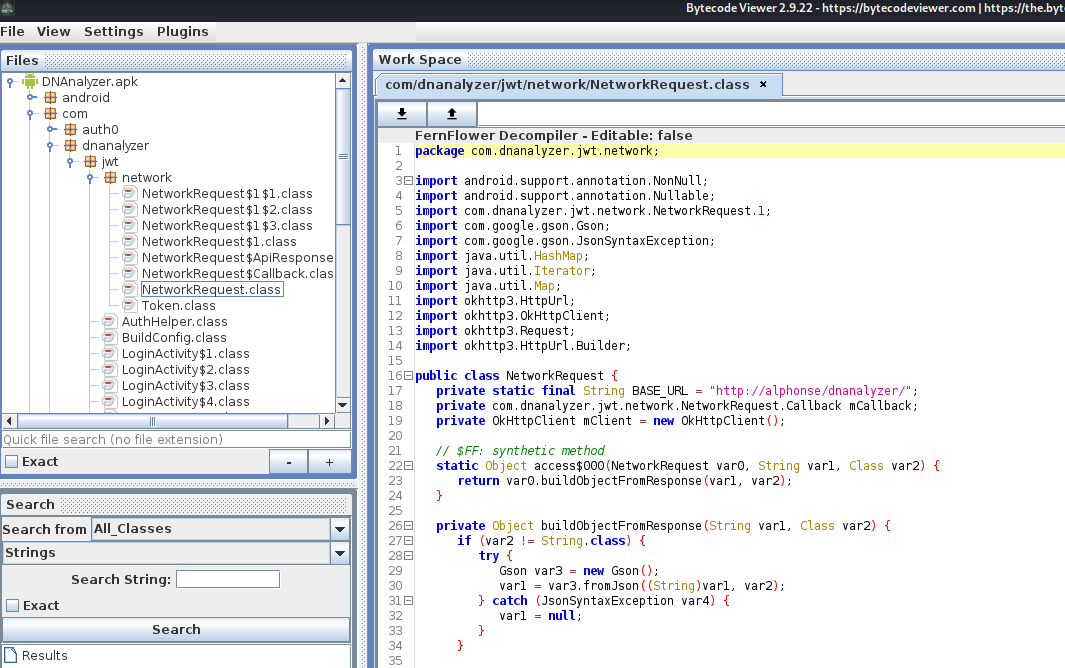 Bytecode Viewer 2.9.22 - https://bytecodeviewer.com | https://the.byt
File View Settings Plugins
Files
DNAnalyzer.apk
android
com
auth0
dnanalyzer
jwt
network
NetworkRequest$1$1.class
NetworkRequest$1$2.class
NetworkRequest$1$3.class
NetworkRequest$1.class
NetworkRequest$ApiResponse
NetworkRequest$Callback.clas
NetworkRequest.class
Token.class
AuthHelper.class
BuildConfig.class
LoginActivity$1.class
LoginActivity$2.class
LoginActivity$3.class
LoginActivity$4.class
Quick file search (no file extension)
Exact
- +
Search
Search from All_Classes
Strings
Search String:
Exact
Search
Results
Work Space
com/dnanalyzer/jwt/network/NetworkRequest.class ×
FernFlower Decompiler - Editable: false
1 package com.dnanalyzer.jwt.network;
2
3 import android.support.annotation.NonNull;
4 import android.support.annotation.Nullable;
5 import com.dnanalyzer.jwt.network.NetworkRequest.1;
6 import com.google.gson.Gson;
7 import com.google.gson.JsonSyntaxException;
8 import java.util.HashMap;
9 import java.util.Iterator;
10 import java.util.Map;
11 import okhttp3.HttpUrl;
12 import okhttp3.OkHttpClient;
13 import okhttp3.Request;
14 import okhttp3.HttpUrl.Builder;
15
16 public class NetworkRequest {
17 private static final String BASE_URL = "http://alphonse/dnanalyzer/";
18 private com.dnanalyzer.jwt.network.NetworkRequest.Callback mCallback;
19 private OkHttpClient mClient = new OkHttpClient();
20
21 // $FF: synthetic method
22 static Object access$000(NetworkRequest var0, String var1, Class var2) {
23 return var0.buildObjectFromResponse(var1, var2);
24 }
25
26 private Object buildObjectFromResponse(String var1, Class var2) {
27 if (var2 != String.class) {
28 try {
29 Gson var3 = new Gson();
30 var1 = var3.fromJson((String)var1, var2);
31 } catch (JsonSyntaxException var4) {
32 var1 = null;
33 }
34 }
35